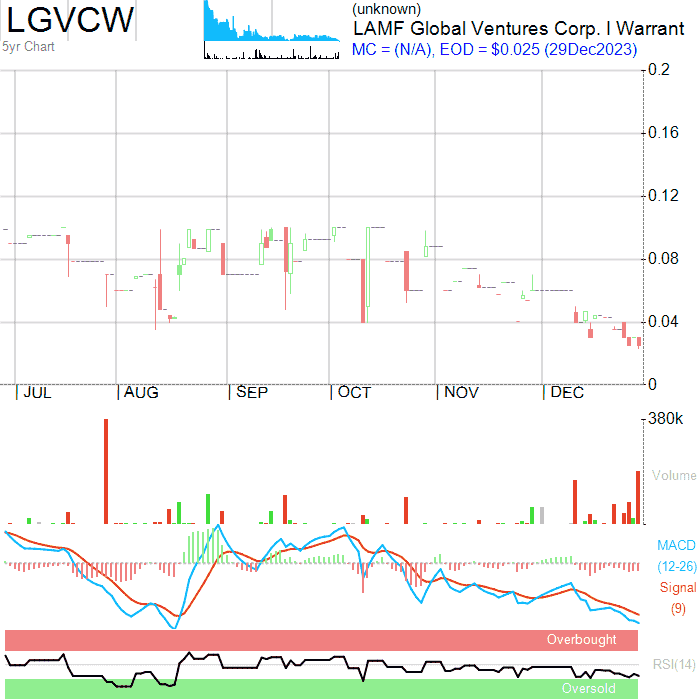 LGVCW
5yr Chart
(unknown)
LAMF Global Ventures Corp. I Warrant
MC = (N/A), EOD = $0.025 (29Dec2023)
0.2
0.16
0.12
0.08
0.04
0
JUL AUG SEP OCT NOV DEC
380k
Volume
MACD
(12-26)
Signal
(9)
Overbought
RSI(14)
Oversold